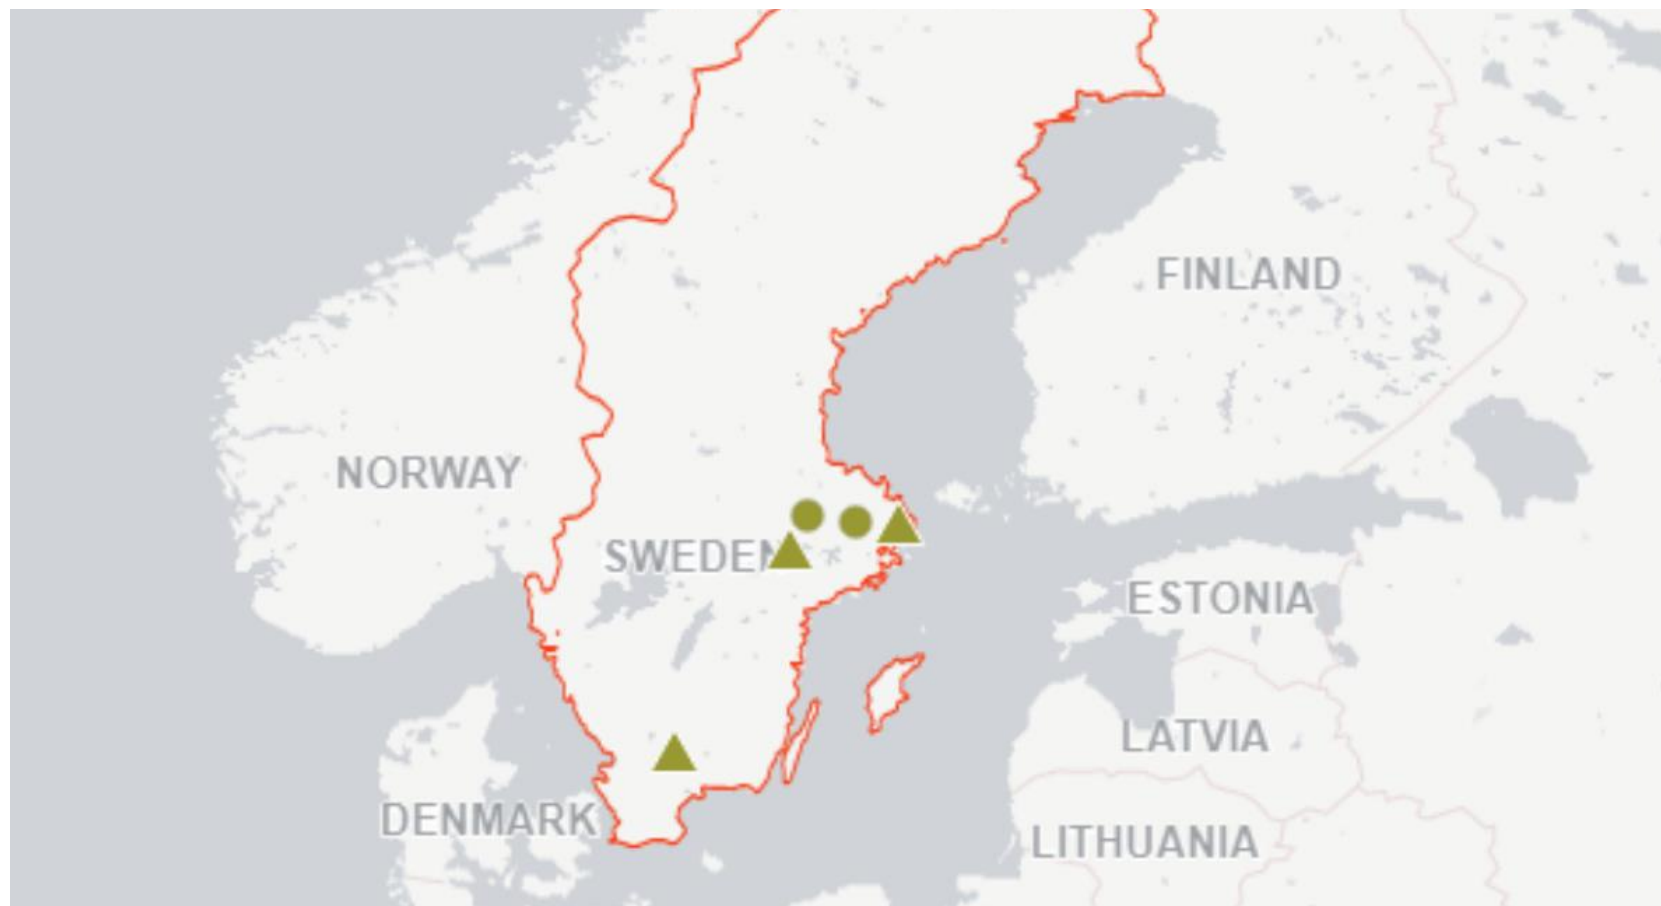 FINLAND
NORWAY
SWEDEN
ESTONIA
LATVIA
DENMARK
LITHUANIA